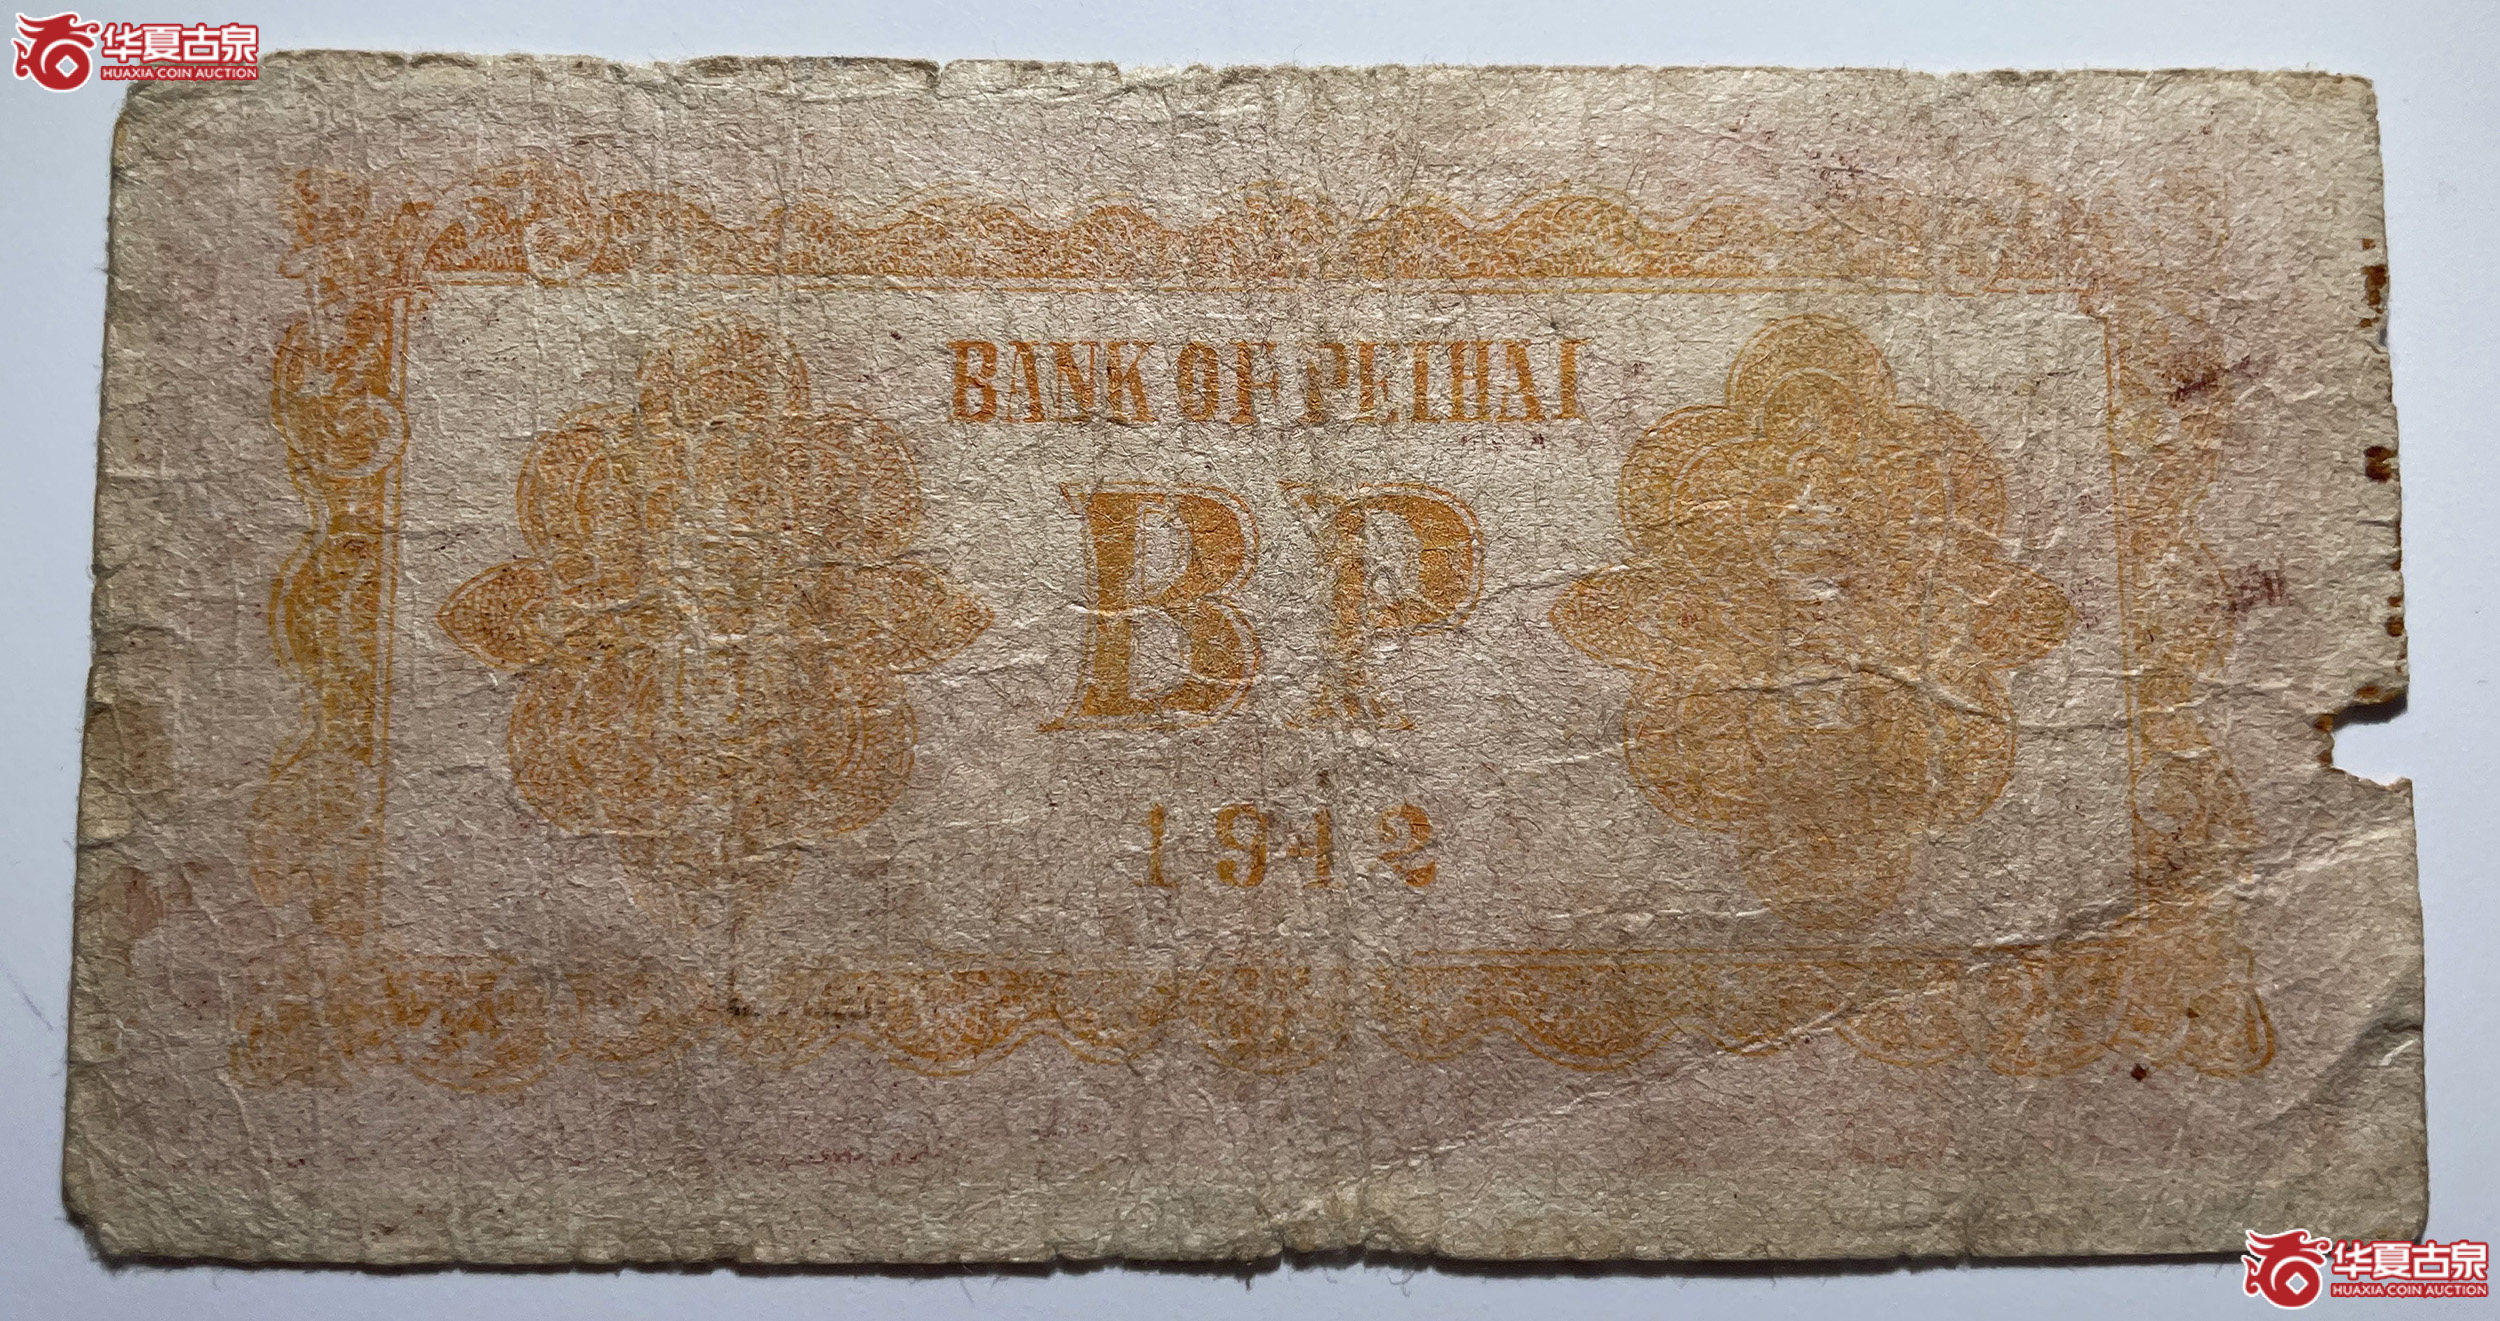 华夏古泉
HUAXIA COIN AUCTION
BANK OF PEIHAI
BP
1942
华夏古泉
HUAXIA COIN AUCTION